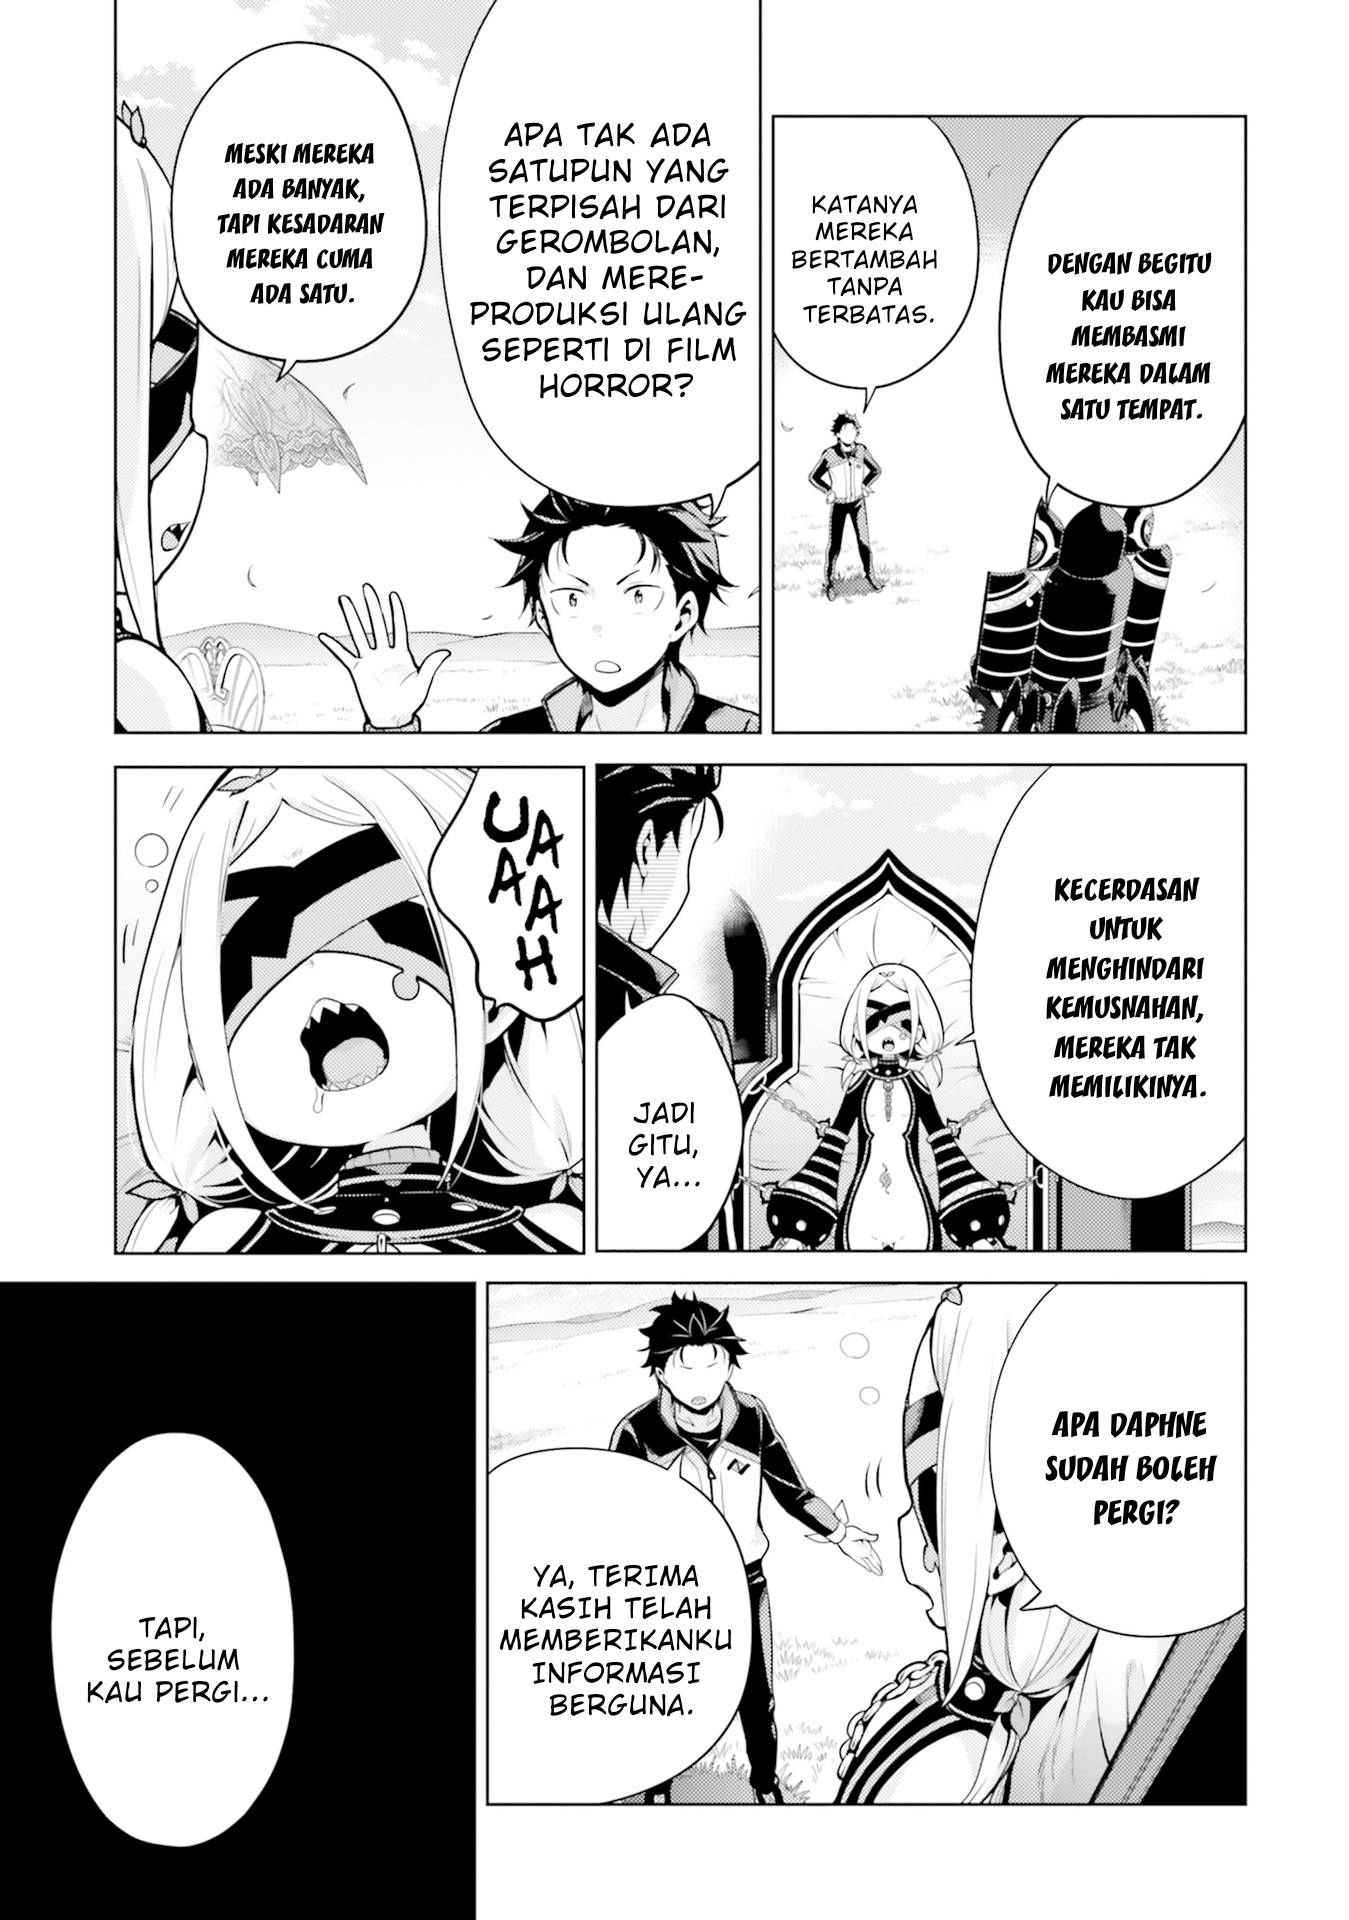 DENGAN BEGITU
KAU BISA
MEMBASMI
MEREKA DALAM
SATU TEMPAT.
KATANYA
MEREKA
BERTAMBAH
TANPA
TERBATAS.
APA TAK ADA
SATUPUN YANG
TERPISAH DARI
GEROMBOLAN,
DAN MERE-
PRODUKSI ULANG
SEPERTI DI FILM
HORROR?
MESKI MEREKA
ADA BANYAK,
TAPI KESADARAN
MEREKA CUMA
ADA SATU.
KECERDASAN
UNTUK
MENGHINDARI
KEMUSNAHAN,
MEREKA TAK
MEMILIKINYA.
JADI
GITU,
YA...
UAAAAH
APA DAPHNE
SUDAH BOLEH
PERGI?
YA, TERIMA
KASIH TELAH
MEMBERIKANKU
INFORMASI
BERGUNA.
TAPI,
SEBELUM
KAU PERGI...